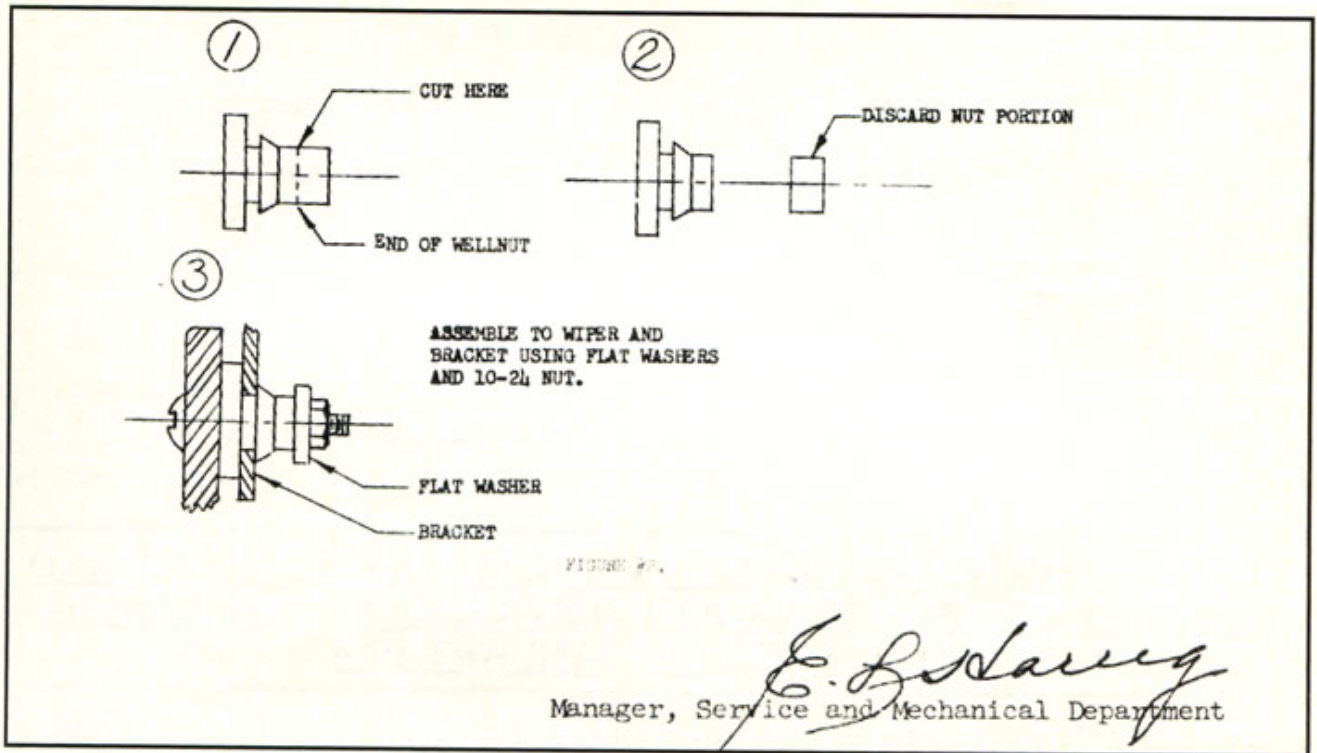 1
CUT HERE
END OF WELLNUT
2
DISCARD NUT PORTION
3
ASSEMBLE TO WIPER AND
BRACKET USING FLAT WASHERS
AND 10-24 NUT.
FLAT WASHER
BRACKET
FIGURE
Manager, Service and Mechanical Department